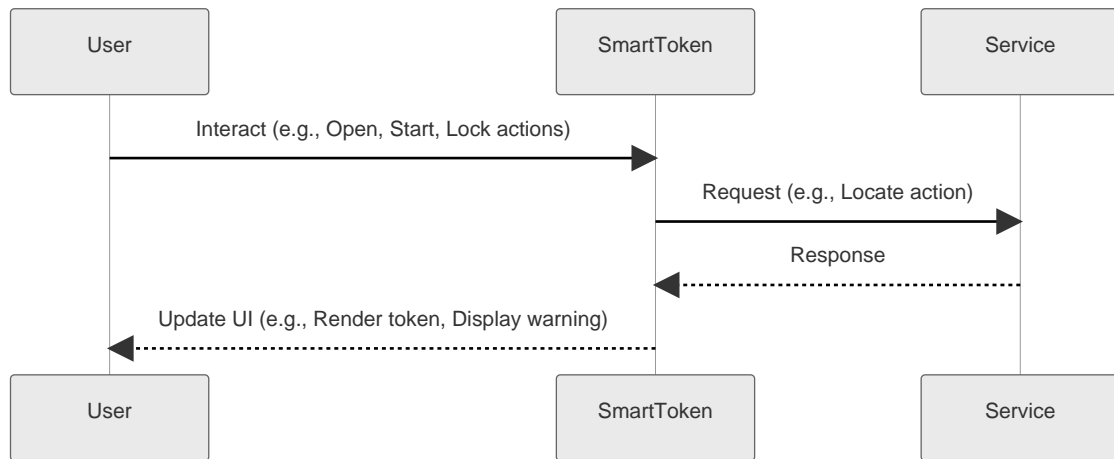 User
SmartToken
Service
Interact (e.g., Open, Start, Lock actions)
Request (e.g., Locate action)
Response
Update UI (e.g., Render token, Display warning)
User
SmartToken
Service